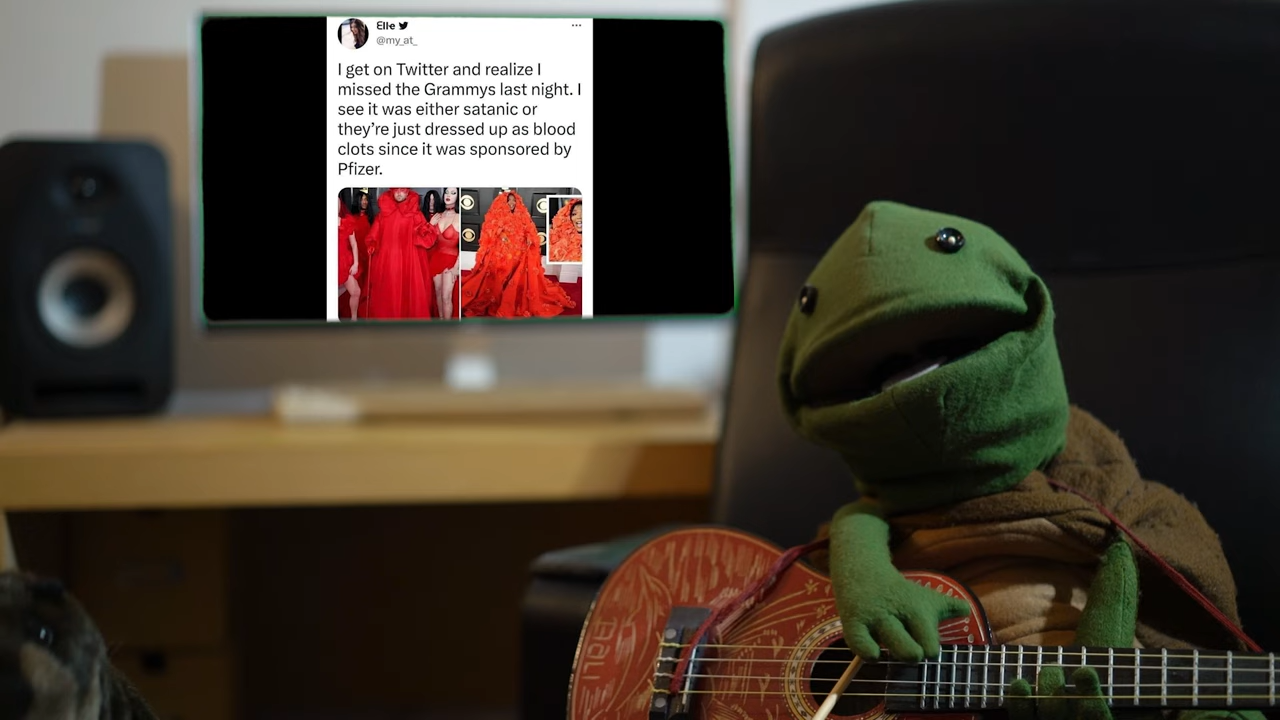 Elle
@my_at_
I get on Twitter and realize I
missed the Grammys last night. I
see it was either satanic or
they’re just dressed up as blood
clots since it was sponsored by
Pfizer.